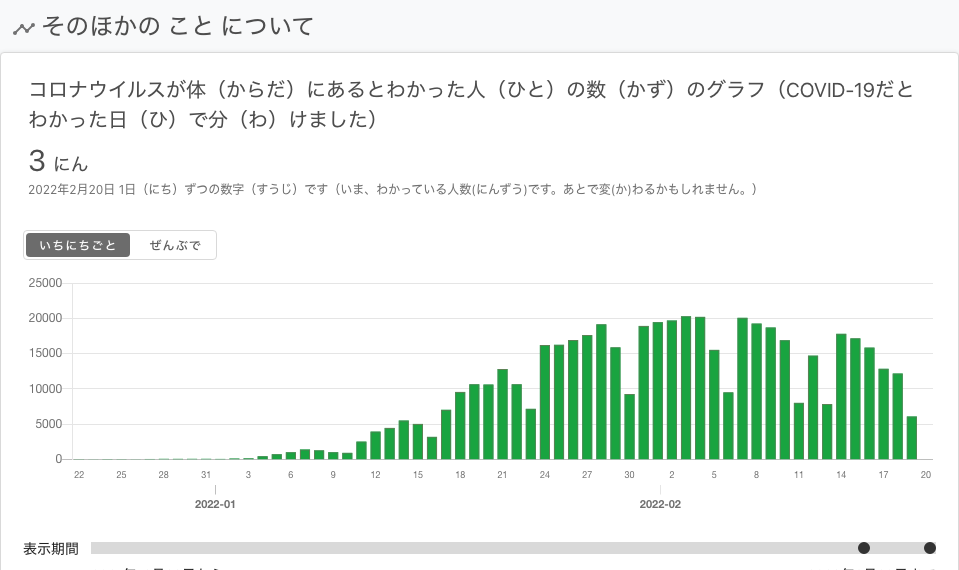 そのほかの こと について
コロナウイルスが体（からだ）にあるとわかった人（ひと）の数（かず）のグラフ（COVID-19だと
わかった日（ひ）で分（わ）けました）
3 にん
2022年2月20日 1日（にち）ずつの数字（すうじ）です（いま、わかっている人数(にんずう)です。あとで変(か)わるかもしれません。）
いちにちごと ぜんぶで
25000
20000
15000
10000
5000
0
22 25 28 31 3 6 9 12 15 18 21 24 27 30 2 5 8 11 14 17 20
2022-01 2022-02
表示期間